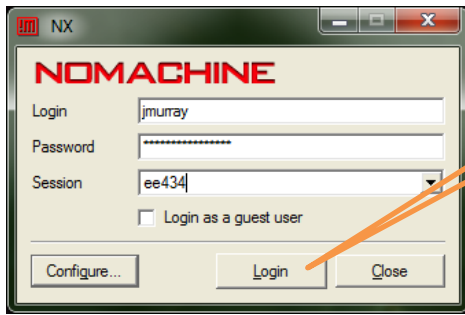 !M NX
NOMACHINE
Login jmurray
Password ****************
Session ee434
Login as a guest user
Configure... Login Close